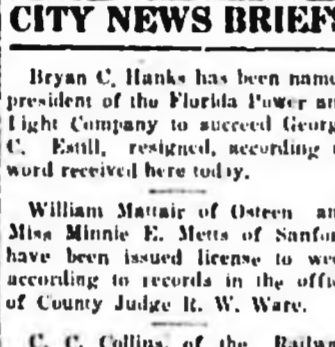 CITY NEWS BRIEF
Bryan C. Hanks has been name
president of the Florida Power an
Light Company to succeed Georg
C. Estill, resigned, according
word received here today.
William Mattair of Osteen an
Miss Minnie E. Metts of Sanfor
have been issued license to we
according to records in the offi
of County Judge R. W. Ware.
C. C. Collins, of the Railw